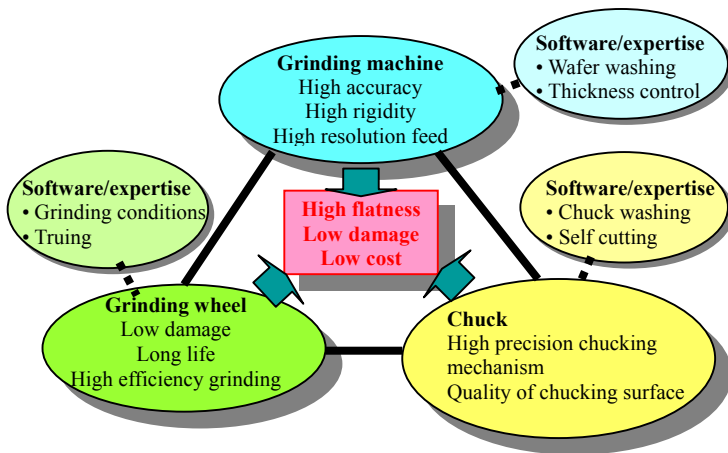 Grinding machine
High accuracy
High rigidity
High resolution feed
Software/expertise
• Wafer washing
• Thickness control
Software/expertise
• Grinding conditions
• Truing
High flatness
Low damage
Low cost
Software/expertise
• Chuck washing
• Self cutting
Grinding wheel
Low damage
Long life
High efficiency grinding
Chuck
High precision chucking
mechanism
Quality of chucking surface